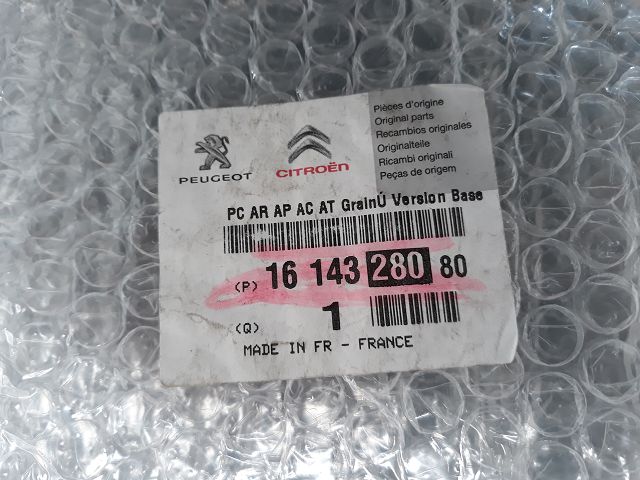 Pièces d'origine
Original parts
Recambios originales
Originalteile
Ricambi originali
Peças de origem
PEUGEOT
CITROËN
PC AR AP AC AT GrainÚ Version Base
(P) 16 143 280 80
(Q) 1
MADE IN FR - FRANCE